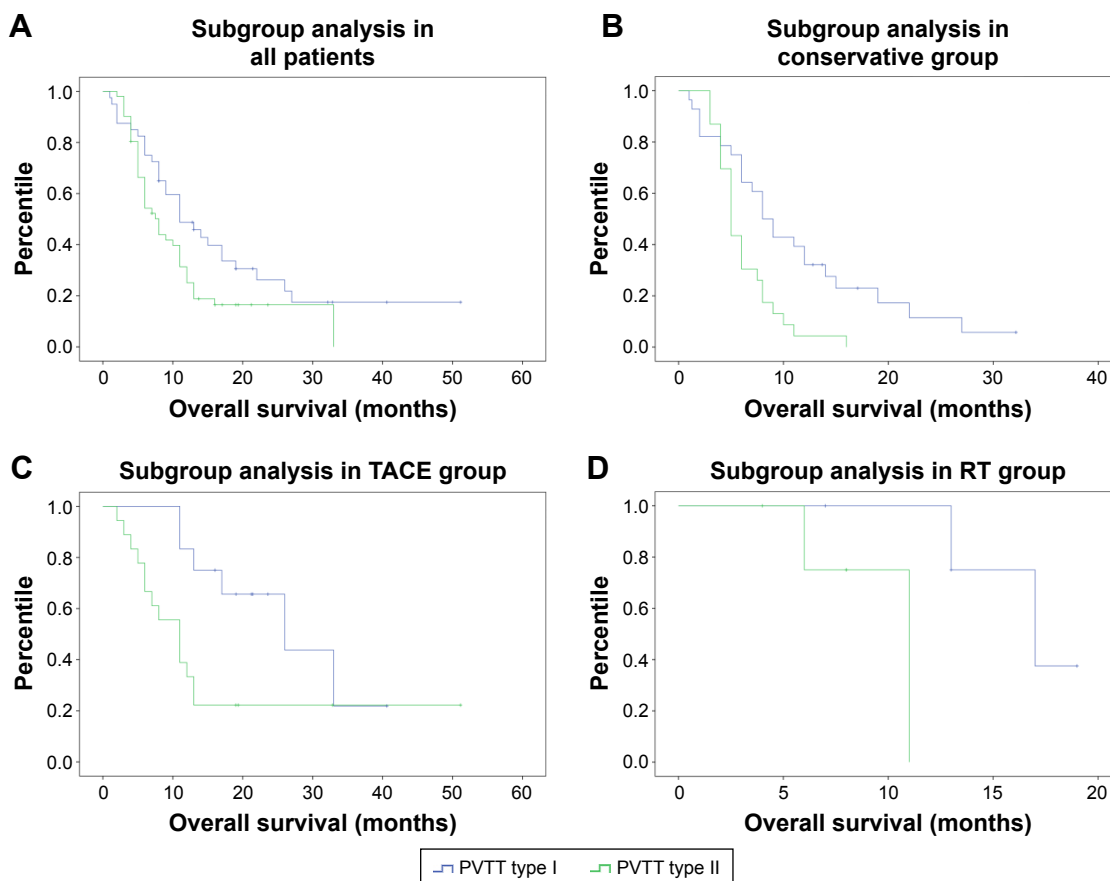 A
Subgroup analysis in
all patients
Percentile
1.0
0.8
0.6
0.4
0.2
0.0
0 10 20 30 40 50 60
Overall survival (months)
B
Subgroup analysis in
conservative group
Percentile
1.0
0.8
0.6
0.4
0.2
0.0
0 10 20 30 40
Overall survival (months)
C
Subgroup analysis in TACE group
Percentile
1.0
0.8
0.6
0.4
0.2
0.0
0 10 20 30 40 50 60
Overall survival (months)
D
Subgroup analysis in RT group
Percentile
1.0
0.8
0.6
0.4
0.2
0.0
0 5 10 15 20
Overall survival (months)
PVTT type I PVTT type II